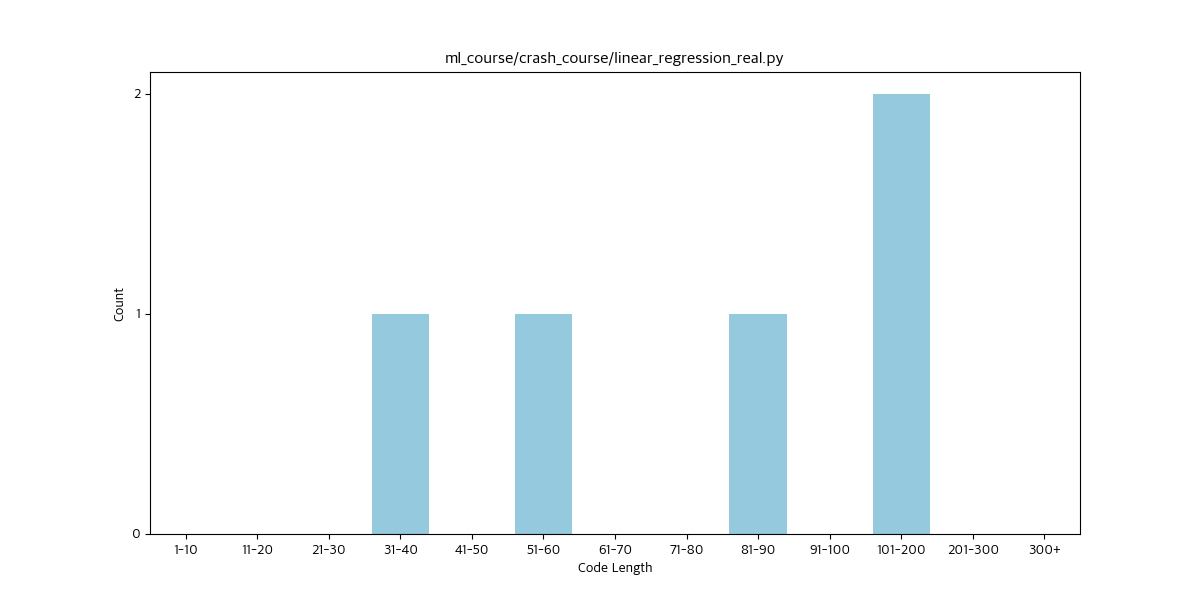 ml_course/crash_course/linear_regression_real.py
2
1
0
Count
1-10 11-20 21-30 31-40 41-50 51-60 61-70 71-80 81-90 91-100 101-200 201-300 300+
Code Length